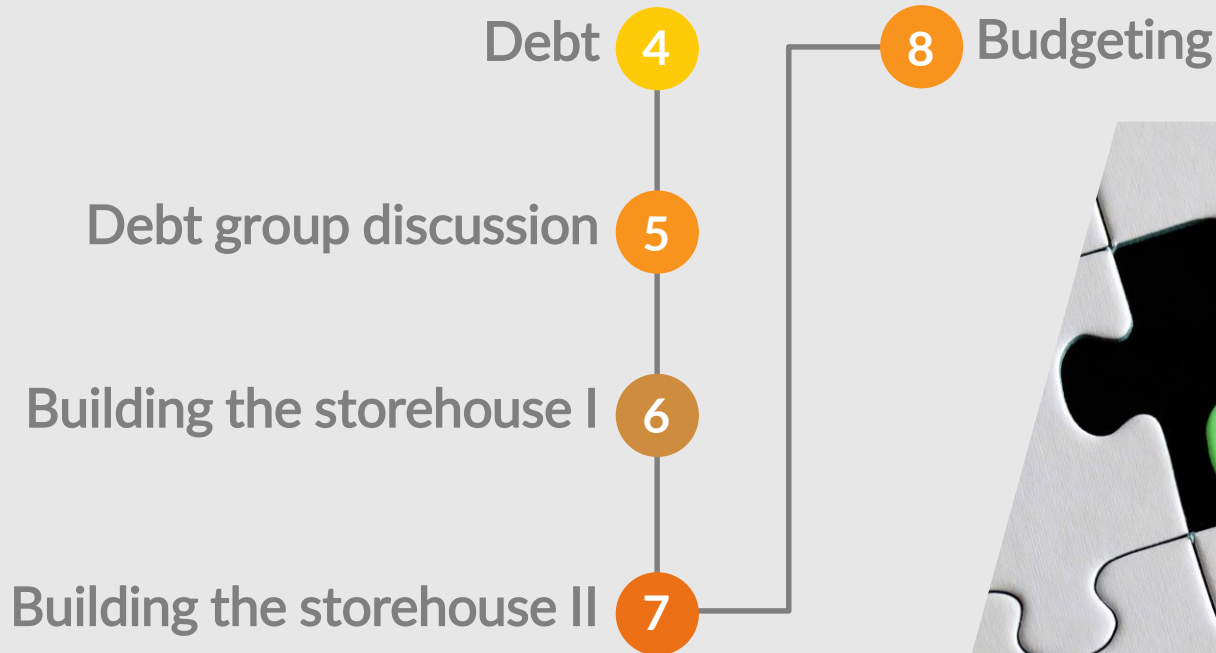 Debt 4
Debt group discussion 5
Building the storehouse I 6
Building the storehouse II 7
8 Budgeting